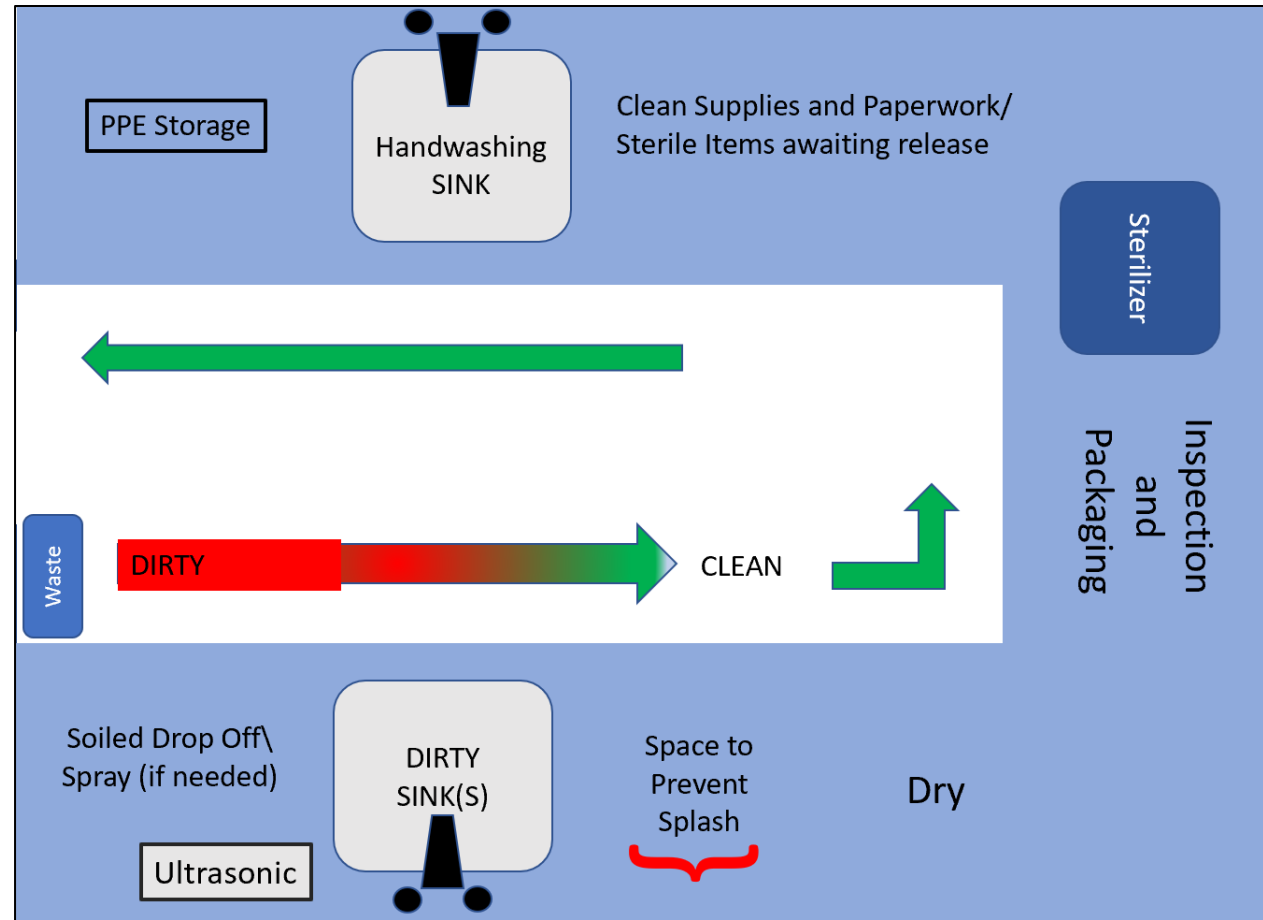 PPE Storage
Handwashing
SINK
Clean Supplies and Paperwork/
Sterile Items awaiting release
Sterilizer
Inspection
and
Packaging
Waste
DIRTY
CLEAN
Soiled Drop Off\
Spray (if needed)
DIRTY
SINK(S)
Space to
Prevent
Splash
Dry
Ultrasonic